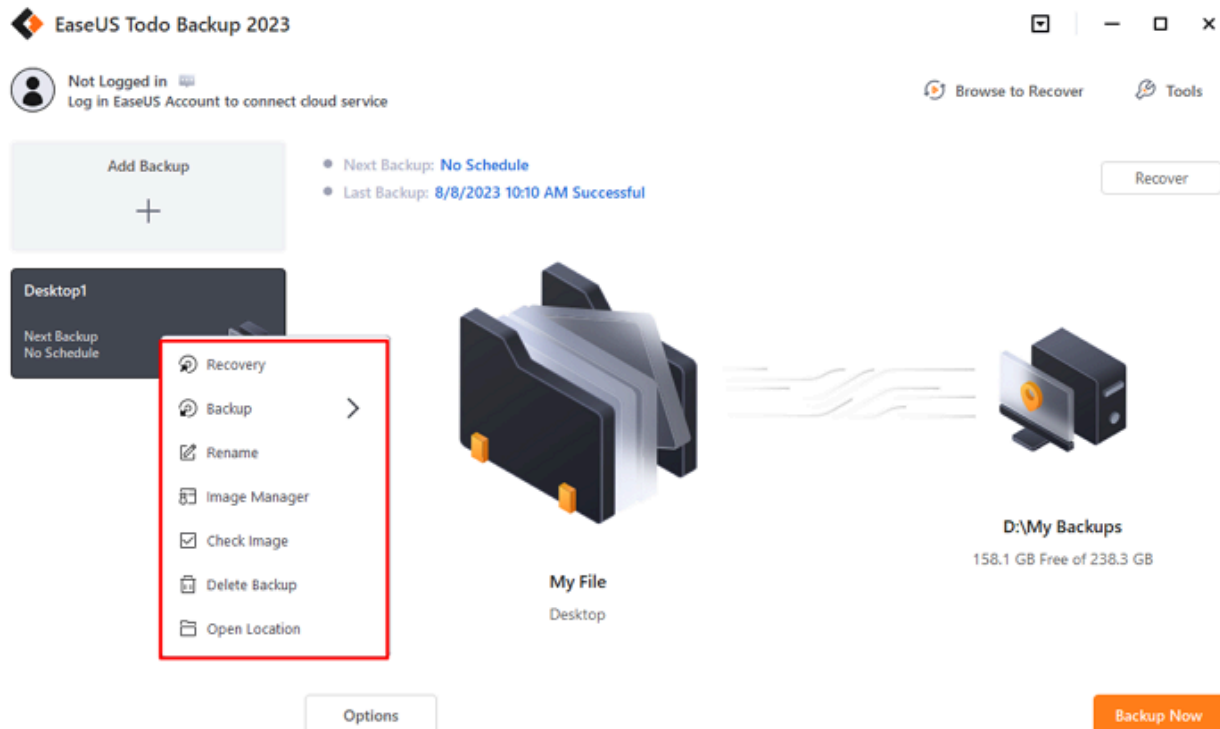 EaseUS Todo Backup 2023
Not Logged in
Log in EaseUS Account to connect cloud service
Browse to Recover
Tools
Add Backup
Next Backup: No Schedule
Last Backup: 8/8/2023 10:10 AM Successful
Recover
Desktop1
Next Backup
No Schedule
Recovery
Backup
Rename
Image Manager
Check Image
Delete Backup
Open Location
My File
Desktop
D:\My Backups
158.1 GB Free of 238.3 GB
Options
Backup Now